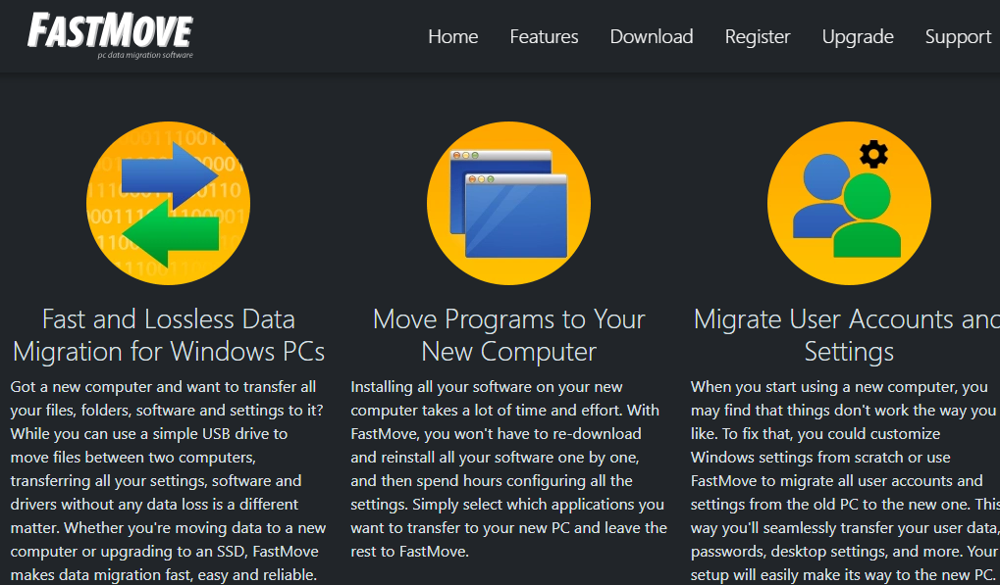 FASTMOVE
pc data migration software
Home Features Download Register Upgrade Support
Fast and Lossless Data
Migration for Windows PCs
Got a new computer and want to transfer all
your files, folders, software and settings to it?
While you can use a simple USB drive to
move files between two computers,
transferring all your settings, software and
drivers without any data loss is a different
matter. Whether you're moving data to a new
computer or upgrading to an SSD, FastMove
makes data migration fast, easy and reliable.
Move Programs to Your
New Computer
Installing all your software on your new
computer takes a lot of time and effort. With
FastMove, you won't have to re-download
and reinstall all your software one by one,
and then spend hours configuring all the
settings. Simply select which applications you
want to transfer to your new PC and leave the
rest to FastMove.
Migrate User Accounts and
Settings
When you start using a new computer, you
may find that things don't work the way you
like. To fix that, you could customize
Windows settings from scratch or use
FastMove to migrate all user accounts and
settings from the old PC to the new one. This
way you'll seamlessly transfer your user data,
passwords, desktop settings, and more. Your
setup will easily make its way to the new PC.